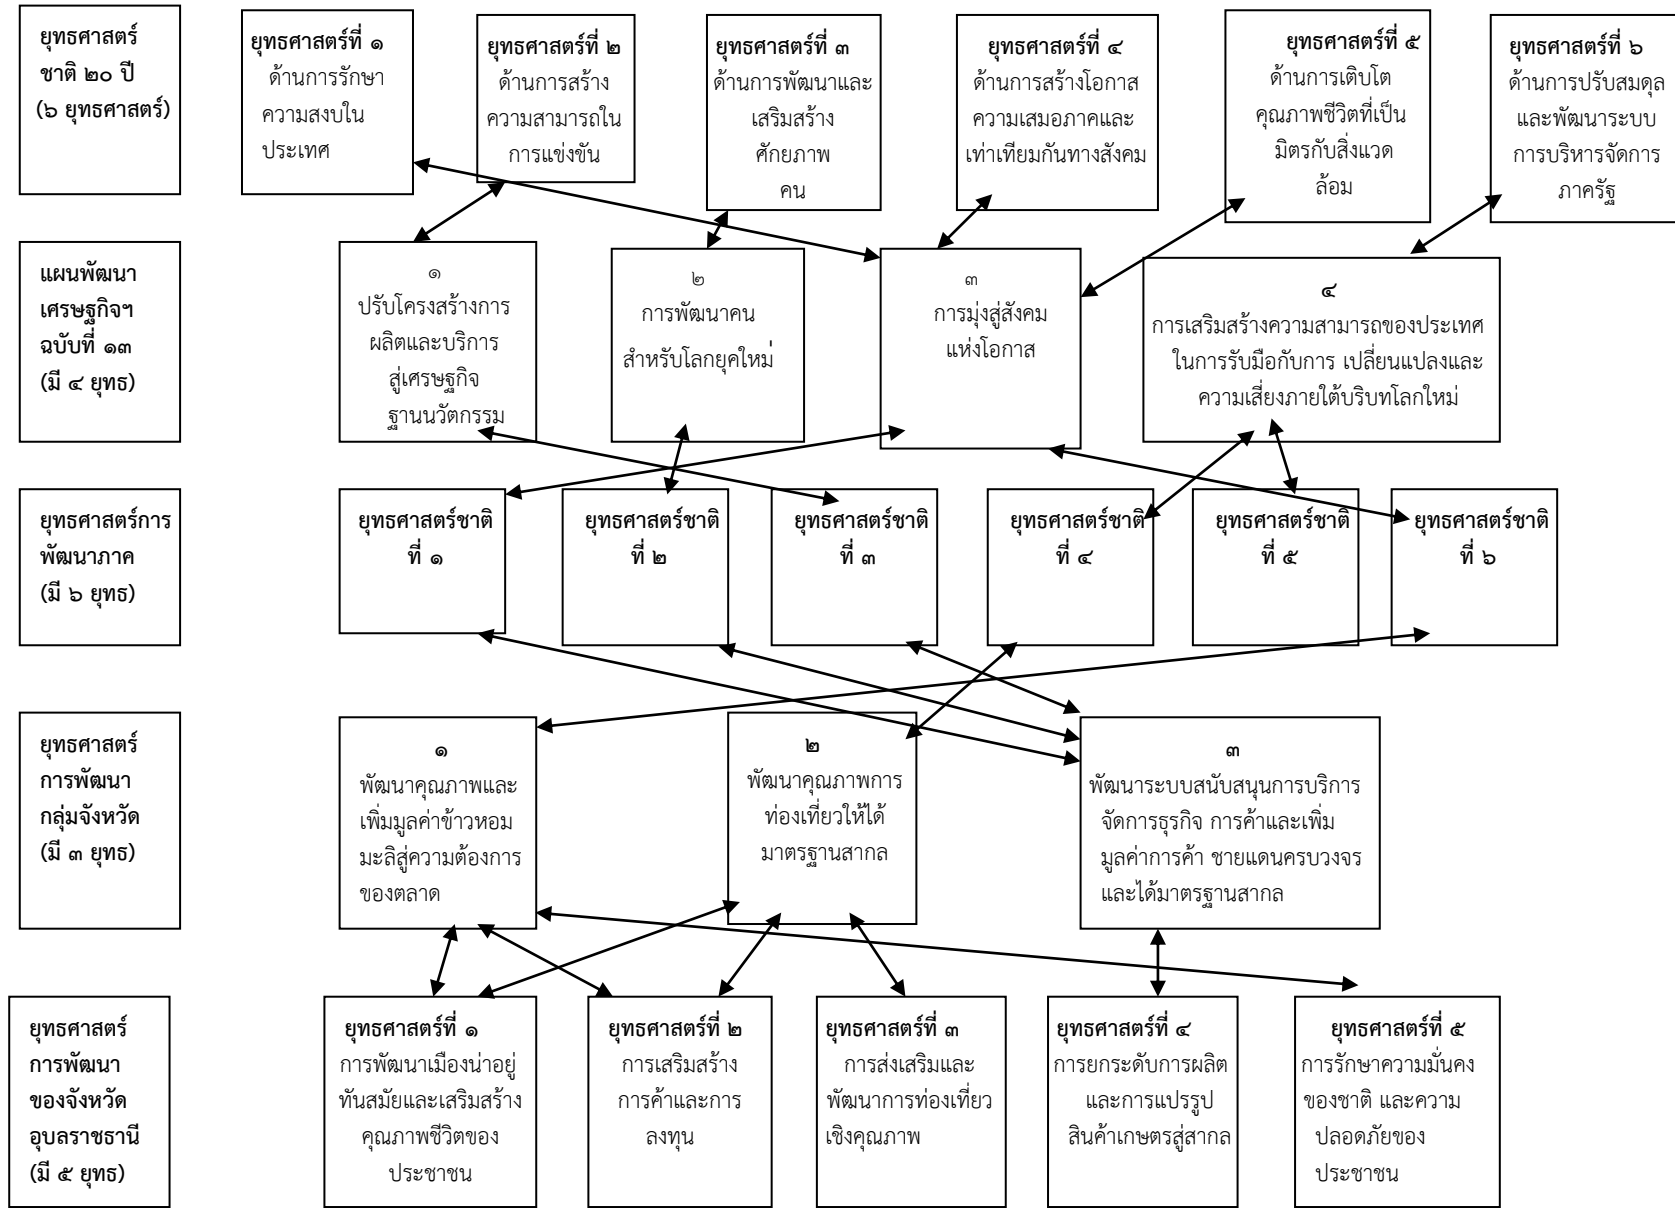 ยุทธศาสตร์
ชาติ ๒๐ ปี
(๖ ยุทธศาสตร์)
ยุทธศาสตร์ที่ ๑
ด้านการรักษา
ความสงบใน
ประเทศ
ยุทธศาสตร์ที่ ๒
ด้านการสร้าง
ความสามารถใน
การแข่งขัน
ยุทธศาสตร์ที่ ๓
ด้านการพัฒนาและ
เสริมสร้าง
ศักยภาพ
คน
ยุทธศาสตร์ที่ ๔
ด้านการสร้างโอกาส
ความเสมอภาคและ
เท่าเทียมกันทางสังคม
ยุทธศาสตร์ที่ ๕
ด้านการเติบโต
คุณภาพชีวิตที่เป็น
มิตรกับสิ่งแวด
ล้อม
ยุทธศาสตร์ที่ ๖
ด้านการปรับสมดุล
และพัฒนาระบบ
การบริหารจัดการ
ภาครัฐ
แผนพัฒนา
เศรษฐกิจฯ
ฉบับที่ ๑๓
(มี ๔ ยุทธ)
๑
ปรับโครงสร้างการ
ผลิตและบริการ
สู่เศรษฐกิจ
ฐานนวัตกรรม
๒
การพัฒนาคน
สำหรับโลกยุคใหม่
๓
การมุ่งสู่สังคม
แห่งโอกาส
๔
การเสริมสร้างความสามารถของประเทศ
ในการรับมือกับการ เปลี่ยนแปลงและ
ความเสี่ยงภายใต้บริบทโลกใหม่
ยุทธศาสตร์การ
พัฒนาภาค
(มี ๖ ยุทธ)
ยุทธศาสตร์ชาติ
ที่ ๑
ยุทธศาสตร์ชาติ
ที่ ๒
ยุทธศาสตร์ชาติ
ที่ ๓
ยุทธศาสตร์ชาติ
ที่ ๔
ยุทธศาสตร์ชาติ
ที่ ๕
ยุทธศาสตร์ชาติ
ที่ ๖
ยุทธศาสตร์
การพัฒนา
กลุ่มจังหวัด
(มี ๓ ยุทธ)
๑
พัฒนาคุณภาพและ
เพิ่มมูลค่าข้าวหอม
มะลิสู่ความต้องการ
ของตลาด
๒
พัฒนาคุณภาพการ
ท่องเที่ยวให้ได้
มาตรฐานสากล
๓
พัฒนาระบบสนับสนุนการบริการ
จัดการธุรกิจ การค้าและเพิ่ม
มูลค่าการค้า ชายแดนครบวงจร
และได้มาตรฐานสากล
ยุทธศาสตร์
การพัฒนา
ของจังหวัด
อุบลราชธานี
(มี ๕ ยุทธ)
ยุทธศาสตร์ที่ ๑
การพัฒนาเมืองน่าอยู่
ทันสมัยและเสริมสร้าง
คุณภาพชีวิตของ
ประชาชน
ยุทธศาสตร์ที่ ๒
การเสริมสร้าง
การค้าและการ
ลงทุน
ยุทธศาสตร์ที่ ๓
การส่งเสริมและ
พัฒนาการท่องเที่ยว
เชิงคุณภาพ
ยุทธศาสตร์ที่ ๔
การยกระดับการผลิต
และการแปรรูป
สินค้าเกษตรสู่สากล
ยุทธศาสตร์ที่ ๕
การรักษาความมั่นคง
ของชาติ และความ
ปลอดภัยของ
ประชาชน